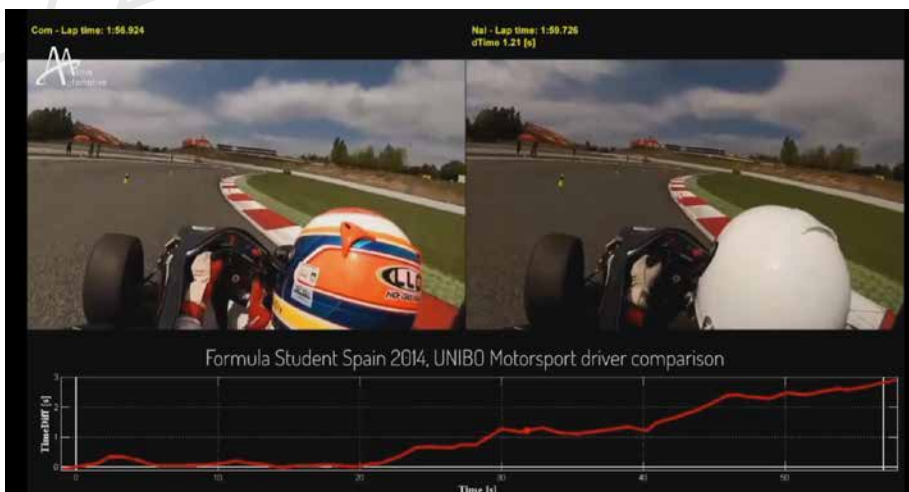 Com - Lap time: 1:56.924
Nal - Lap time: 1:59.726
dTime 1.21 [s]
Formula Student Spain 2014, UNIBO Motorsport driver comparison
TimeDiff [s]
3
2
1
0
0
10
20
30
40
50
Time [s]